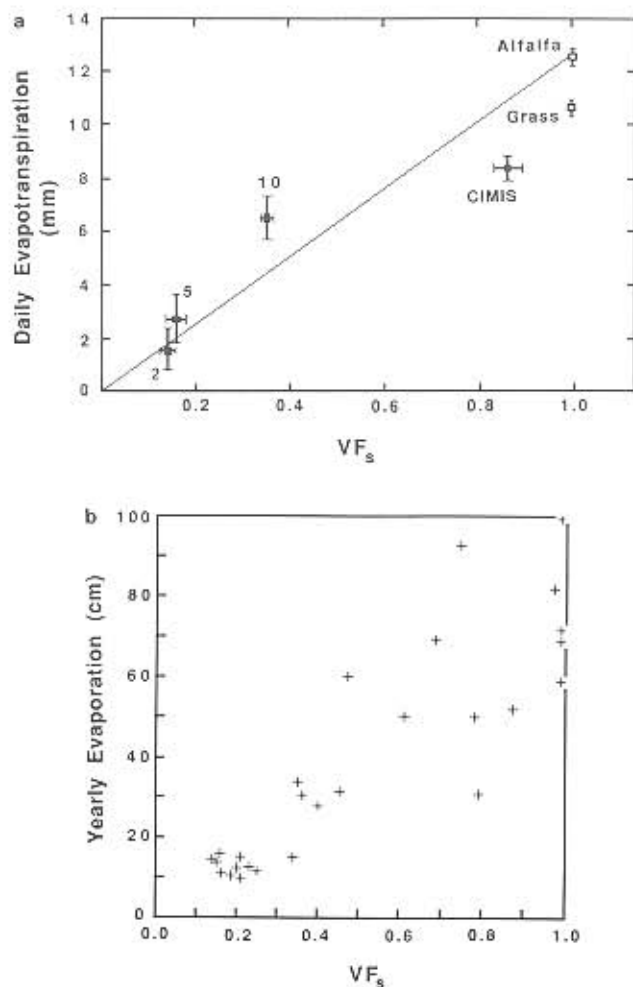 a
14
12
10
8
6
4
2
0
Daily Evapotranspiration
(mm)
Alfalfa
Grass
CIMIS
10
5
2
0.2 0.4 0.6 0.8 1.0
VFs
b
100
80
60
40
20
0
Yearly Evaporation (cm)
0.0 0.2 0.4 0.6 0.8 1.0
VFs